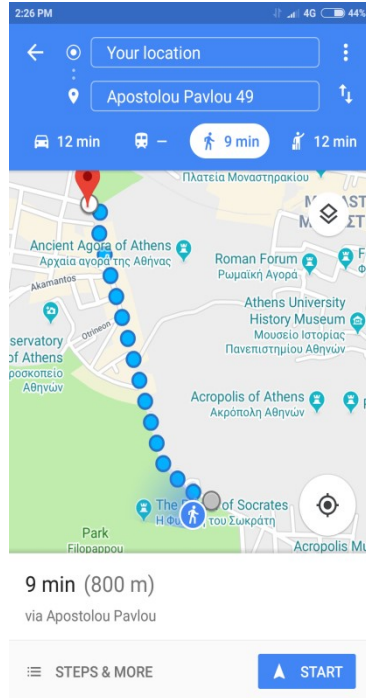 2:26 PM
4G
44%
Your location
Apostolou Pavlou 49
12 min
–
9 min
12 min
Πλατεία Μοναστηρακίου
Ancient Agora of Athens
Αρχαία αγορά της Αθήνας
Roman Forum
Ρωμαϊκή Αγορά
Akamantos
Athens University
History Museum
Μουσείο Ιστορίας
Πανεπιστημίου Αθηνών
Otrineon
servatory
of Athens
ροσκοπείο
Αθηνών
Acropolis of Athens
Ακρόπολη Αθηνών
The
of Socrates
του Σωκράτη
Park
Filopappou
Acropolis Mu
9 min (800 m)
via Apostolou Pavlou
STEPS & MORE
START